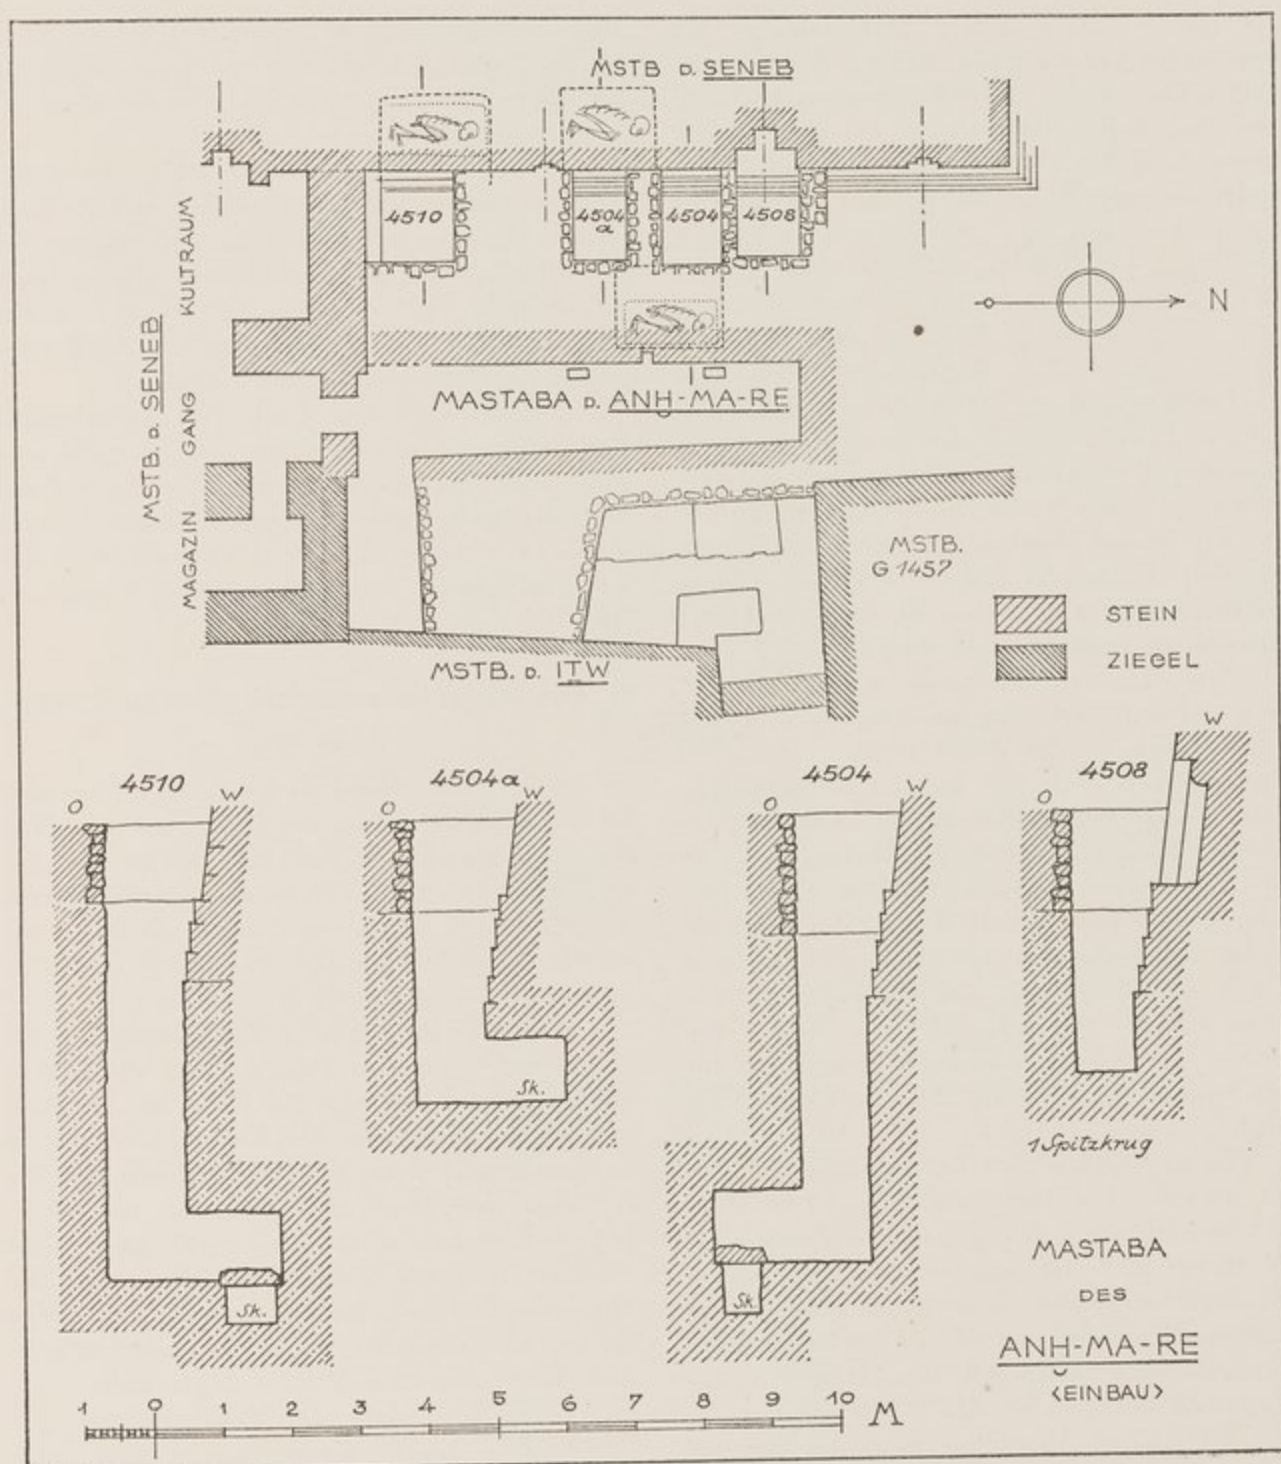 MSTB D. SENEB
4510
4504
a
4504
4508
N
KULTRAUM
MSTB. D. SENEB
GANG
MAGAZIN
MASTABA D. ANḪ-MA-RE
MSTB.
G 1457
STEIN
ZIEGEL
MSTB. D. ITW
O
4510
W
O
4504a
W
O
4504
W
O
4508
W
Sk.
Sk.
Sk.
1 Spitzkrug
MASTABA
DES
ANḪ-MA-RE
<EINBAU>
1 0 1 2 3 4 5 6 7 8 9 10 M